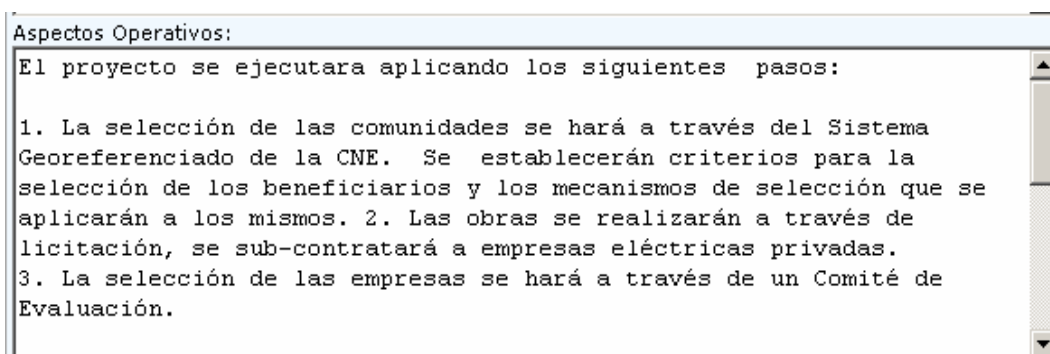 Aspectos Operativos:
El proyecto se ejecutara aplicando los siguientes  pasos:
1. La selección de las comunidades se hará a través del Sistema
Georeferenciado de la CNE.  Se  establecerán criterios para la
selección de los beneficiarios y los mecanismos de selección que se
aplicarán a los mismos. 2. Las obras se realizarán a través de
licitación, se sub-contratará a empresas eléctricas privadas.
3. La selección de las empresas se hará a través de un Comité de
Evaluación.